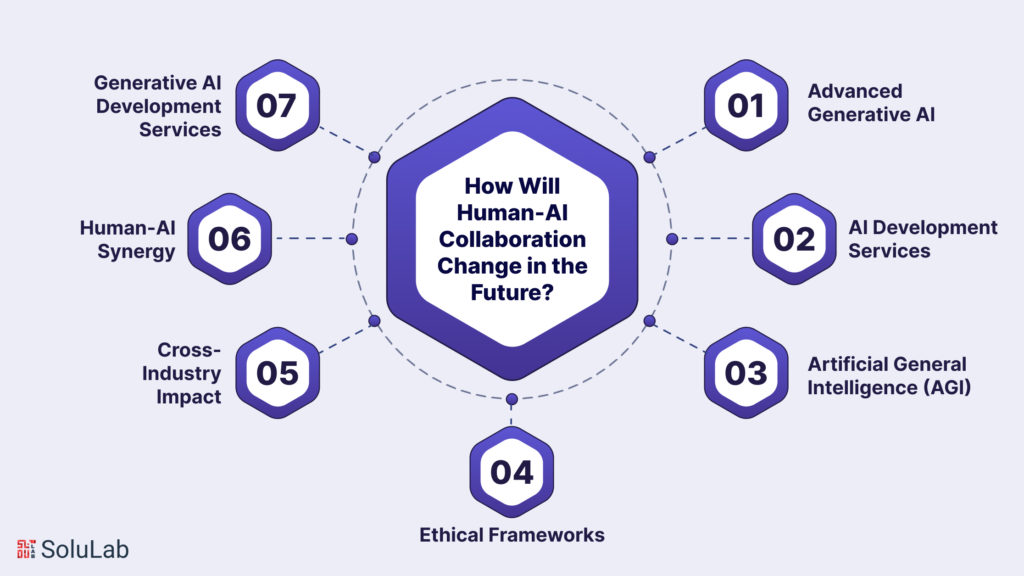 How Will
Human-AI
Collaboration
Change in the
Future?
01
Advanced
Generative AI
02
AI Development
Services
03
Artificial General
Intelligence (AGI)
04
Ethical Frameworks
05
Cross-
Industry
Impact
06
Human-AI
Synergy
07
Generative AI
Development
Services
SoluLab